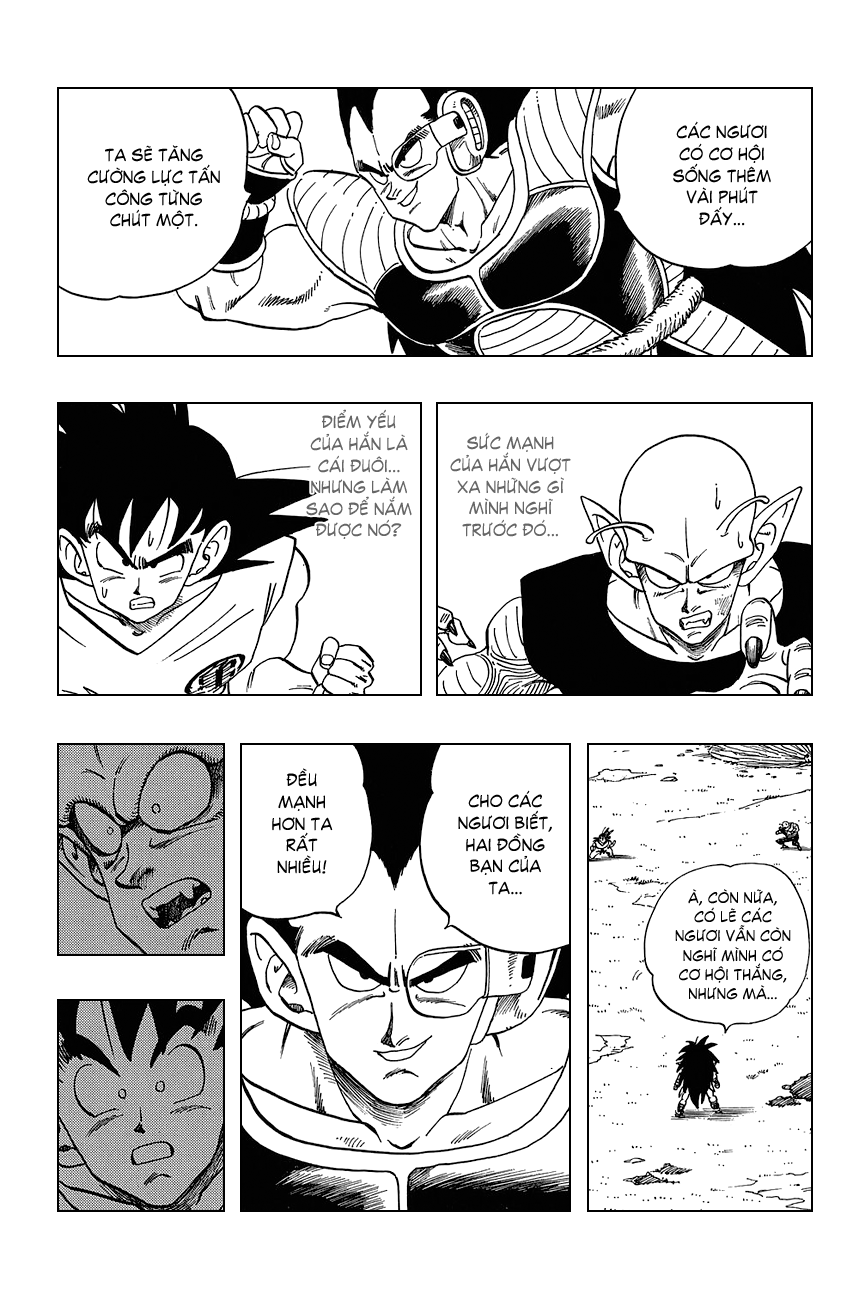 CÁC NGƯƠI
CÓ CƠ HỘI
SỐNG THÊM
VÀI PHÚT
ĐẤY...
TA SẼ TĂNG
CƯỜNG LỰC TẤN
CÔNG TỪNG
CHÚT MỘT.
SỨC MẠNH
CỦA HẮN VƯỢT
XA NHỮNG GÌ
MÌNH NGHĨ
TRƯỚC ĐÓ...
ĐIỂM YẾU
CỦA HẮN LÀ
CÁI ĐUÔI...
NHƯNG LÀM
SAO ĐỂ NẮM
ĐƯỢC NÓ?
À, CÒN NỮA,
CÓ LẼ CÁC
NGƯƠI VẪN CÒN
NGHĨ MÌNH CÓ
CƠ HỘI THẮNG,
NHƯNG MÀ...
CHO CÁC
NGƯƠI BIẾT,
HAI ĐỒNG
BẠN CỦA
TA...
ĐỀU
MẠNH
HƠN TA
RẤT
NHIỀU!